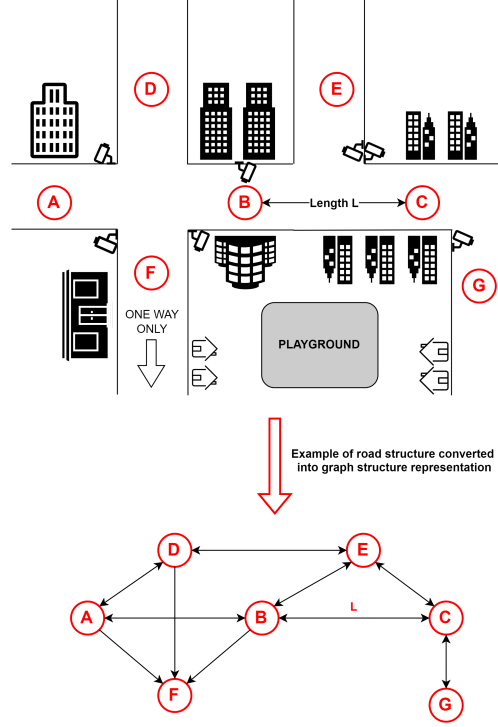 D
E
A
B
Length L
C
F
G
ONE WAY
ONLY
PLAYGROUND
Example of road structure converted
into graph structure representation
D
E
A
B
L
C
F
G